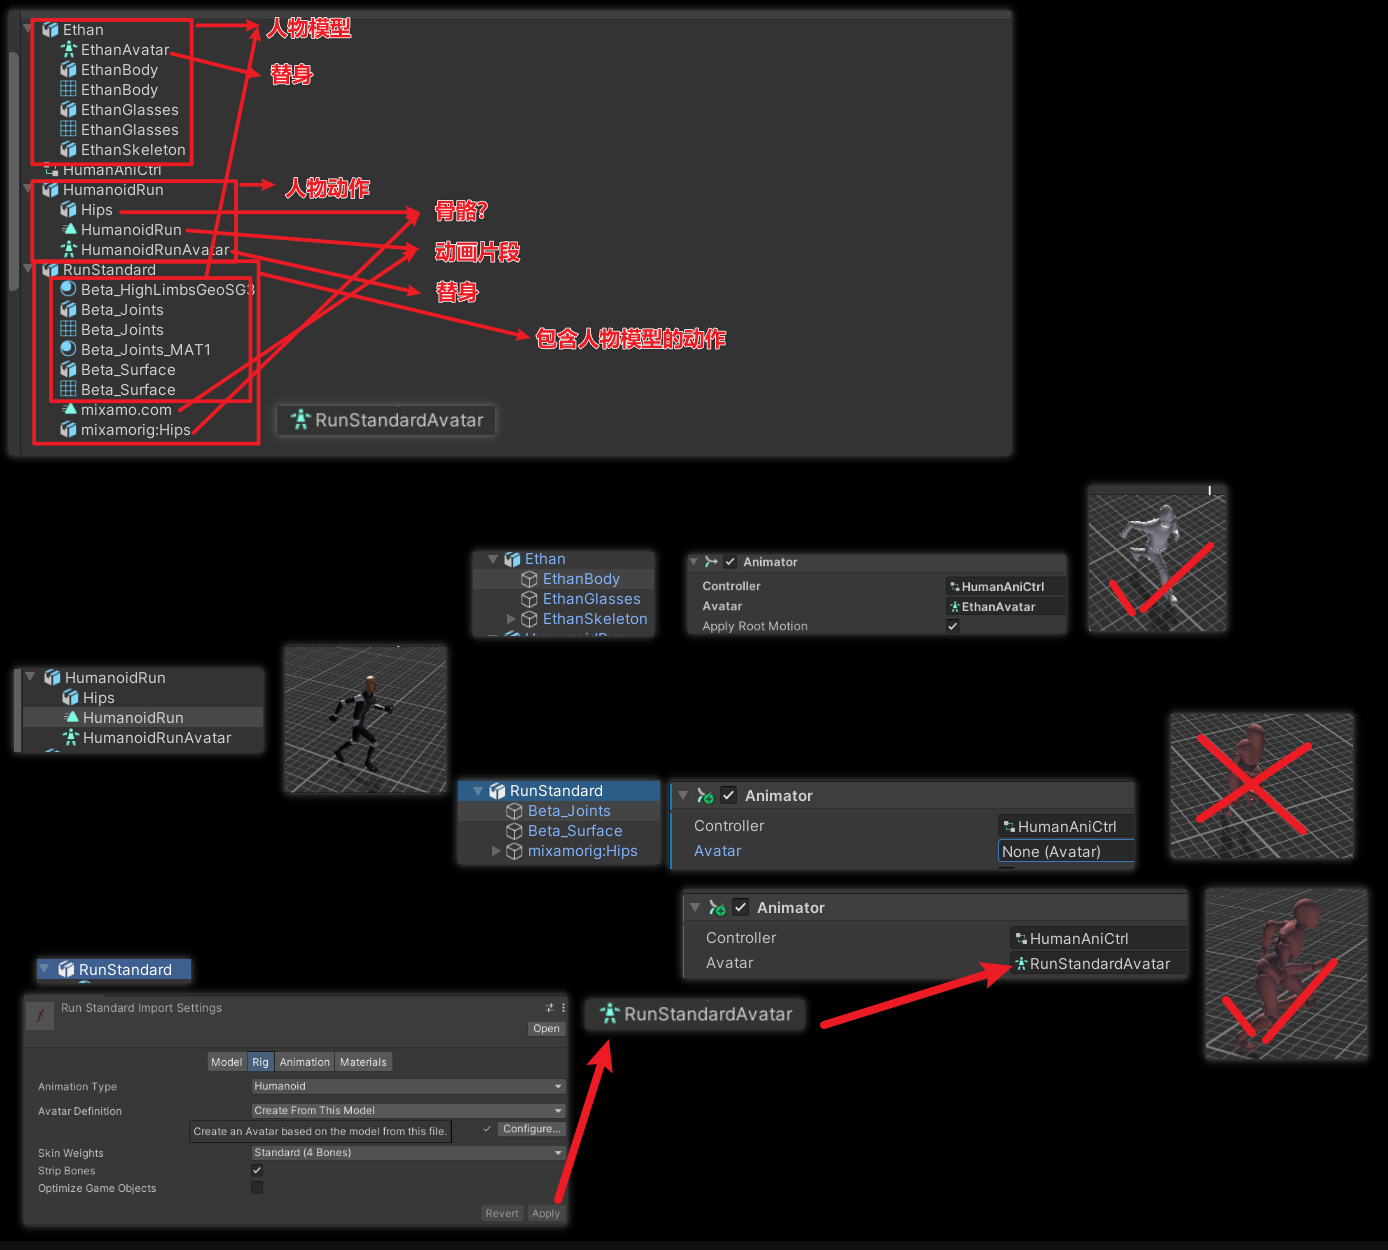 Ethan
人物模型
EthanAvatar
替身
EthanBody
EthanBody
EthanGlasses
EthanGlasses
EthanSkeleton
HumanAniCtrl
HumanoidRun
人物动作
Hips
骨骼？
HumanoidRun
动画片段
HumanoidRunAvatar
RunStandard
替身
Beta_HighLimbsGeoSG3
Beta_Joints
Beta_Joints
包含人物模型的动作
Beta_Joints_MAT1
Beta_Surface
Beta_Surface
mixamo.com
RunStandardAvatar
mixamorig:Hips
Ethan
EthanBody
EthanGlasses
EthanSkeleton
Animator
Controller
HumanAniCtrl
Avatar
EthanAvatar
Apply Root Motion
HumanoidRun
Hips
HumanoidRun
HumanoidRunAvatar
RunStandard
Beta_Joints
Beta_Surface
mixamorig:Hips
Animator
Controller
HumanAniCtrl
Avatar
None (Avatar)
Animator
Controller
HumanAniCtrl
Avatar
RunStandardAvatar
RunStandard
Run Standard Import Settings
Open
Model Rig Animation Materials
Animation Type
Humanoid
Avatar Definition
Create From This Model
Create an Avatar based on the model from this file.
Configure...
Skin Weights
Standard (4 Bones)
Strip Bones
Optimize Game Objects
Revert Apply
RunStandardAvatar